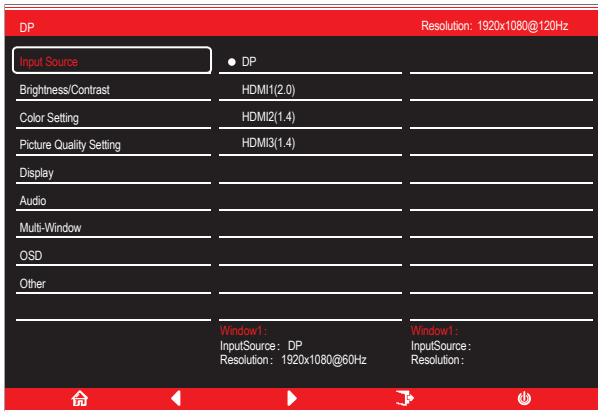 DP Resolution: 1920x1080@120Hz
Input Source DP
Brightness/Contrast HDMI1(2.0)
Color Setting HDMI2(1.4)
Picture Quality Setting HDMI3(1.4)
Display
Audio
Multi-Window
OSD
Other
Window1: Window1:
InputSource: DP InputSource:
Resolution: 1920x1080@60Hz Resolution: